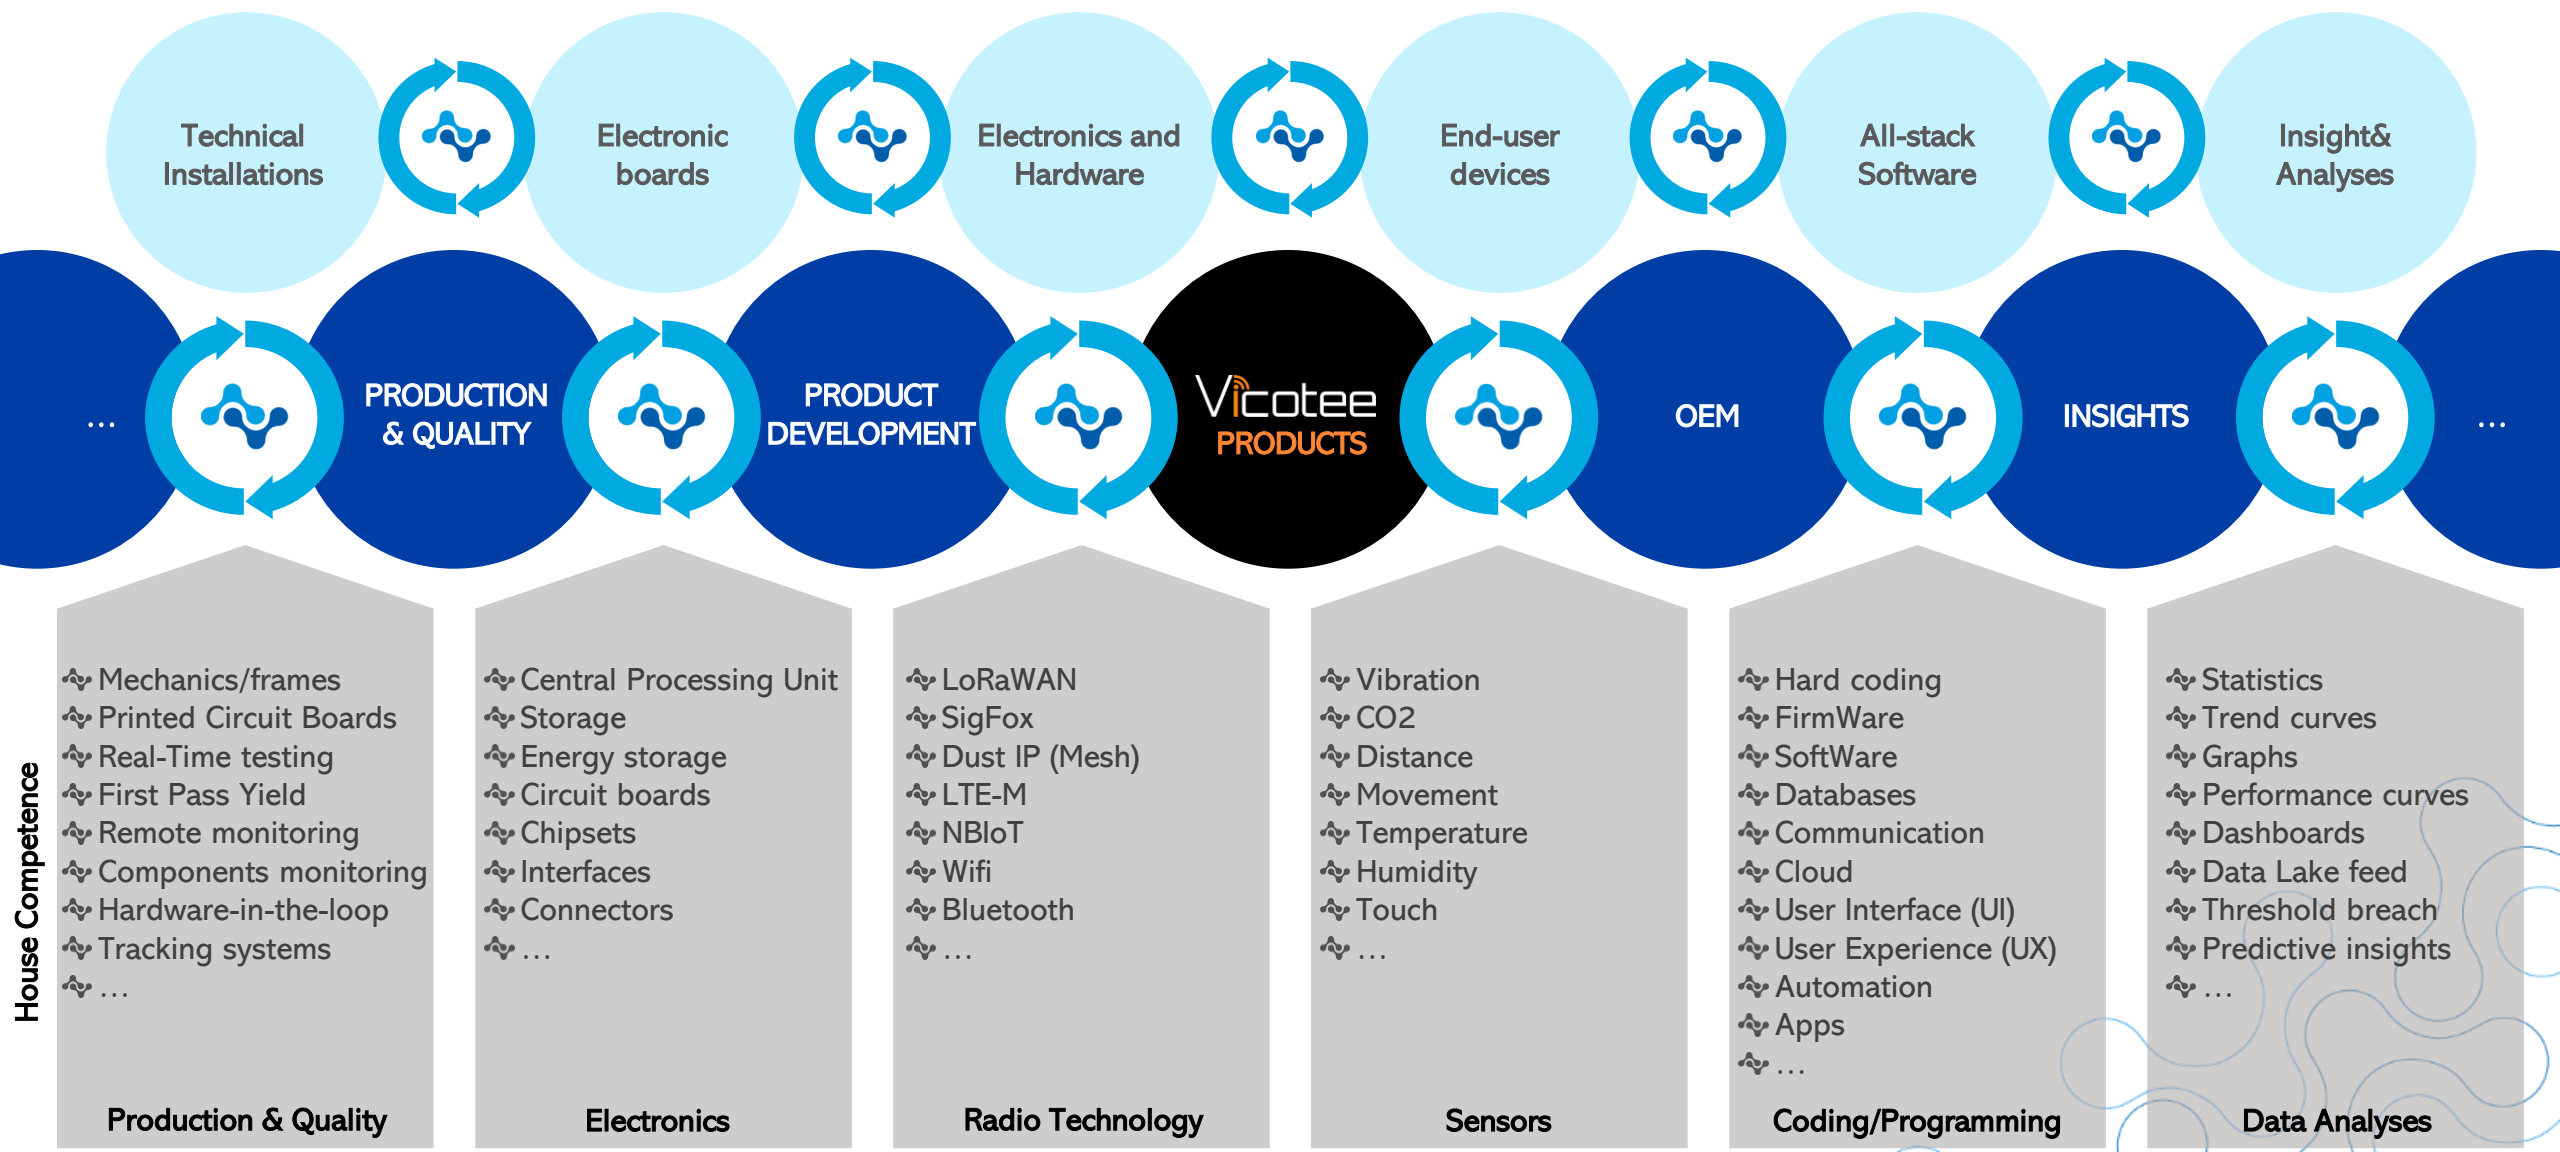 Technical
Installations
Electronic
boards
Electronics and
Hardware
End-user
devices
All-stack
Software
Insight&
Analyses
...
PRODUCTION
& QUALITY
PRODUCT
DEVELOPMENT
Vicotee
PRODUCTS
OEM
INSIGHTS
...
House Competence
Mechanics/frames
Printed Circuit Boards
Real-Time testing
First Pass Yield
Remote monitoring
Components monitoring
Hardware-in-the-loop
Tracking systems
...
Production & Quality
Central Processing Unit
Storage
Energy storage
Circuit boards
Chipsets
Interfaces
Connectors
...
Electronics
LoRaWAN
SigFox
Dust IP (Mesh)
LTE-M
NBIoT
Wifi
Bluetooth
...
Radio Technology
Vibration
CO2
Distance
Movement
Temperature
Humidity
Touch
...
Sensors
Hard coding
FirmWare
SoftWare
Databases
Communication
Cloud
User Interface (UI)
User Experience (UX)
Automation
Apps
...
Coding/Programming
Statistics
Trend curves
Graphs
Performance curves
Dashboards
Data Lake feed
Threshold breach
Predictive insights
...
Data Analyses